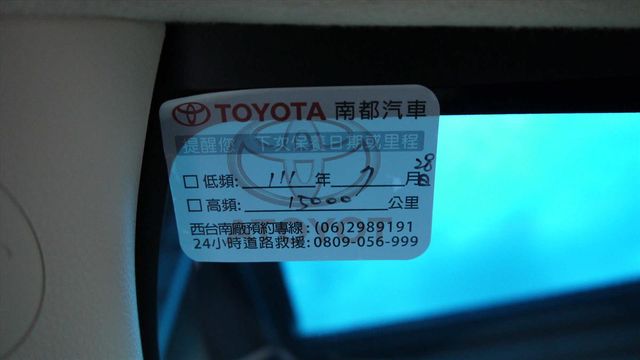 TOYOTA 南都汽車
提醒您 下次保養日期或里程
□低頻: 111 年 7 月 28 日
□高頻: 15000 公里
西台南廠預約專線:(06)2989191
24小時道路救援:0809-056-999